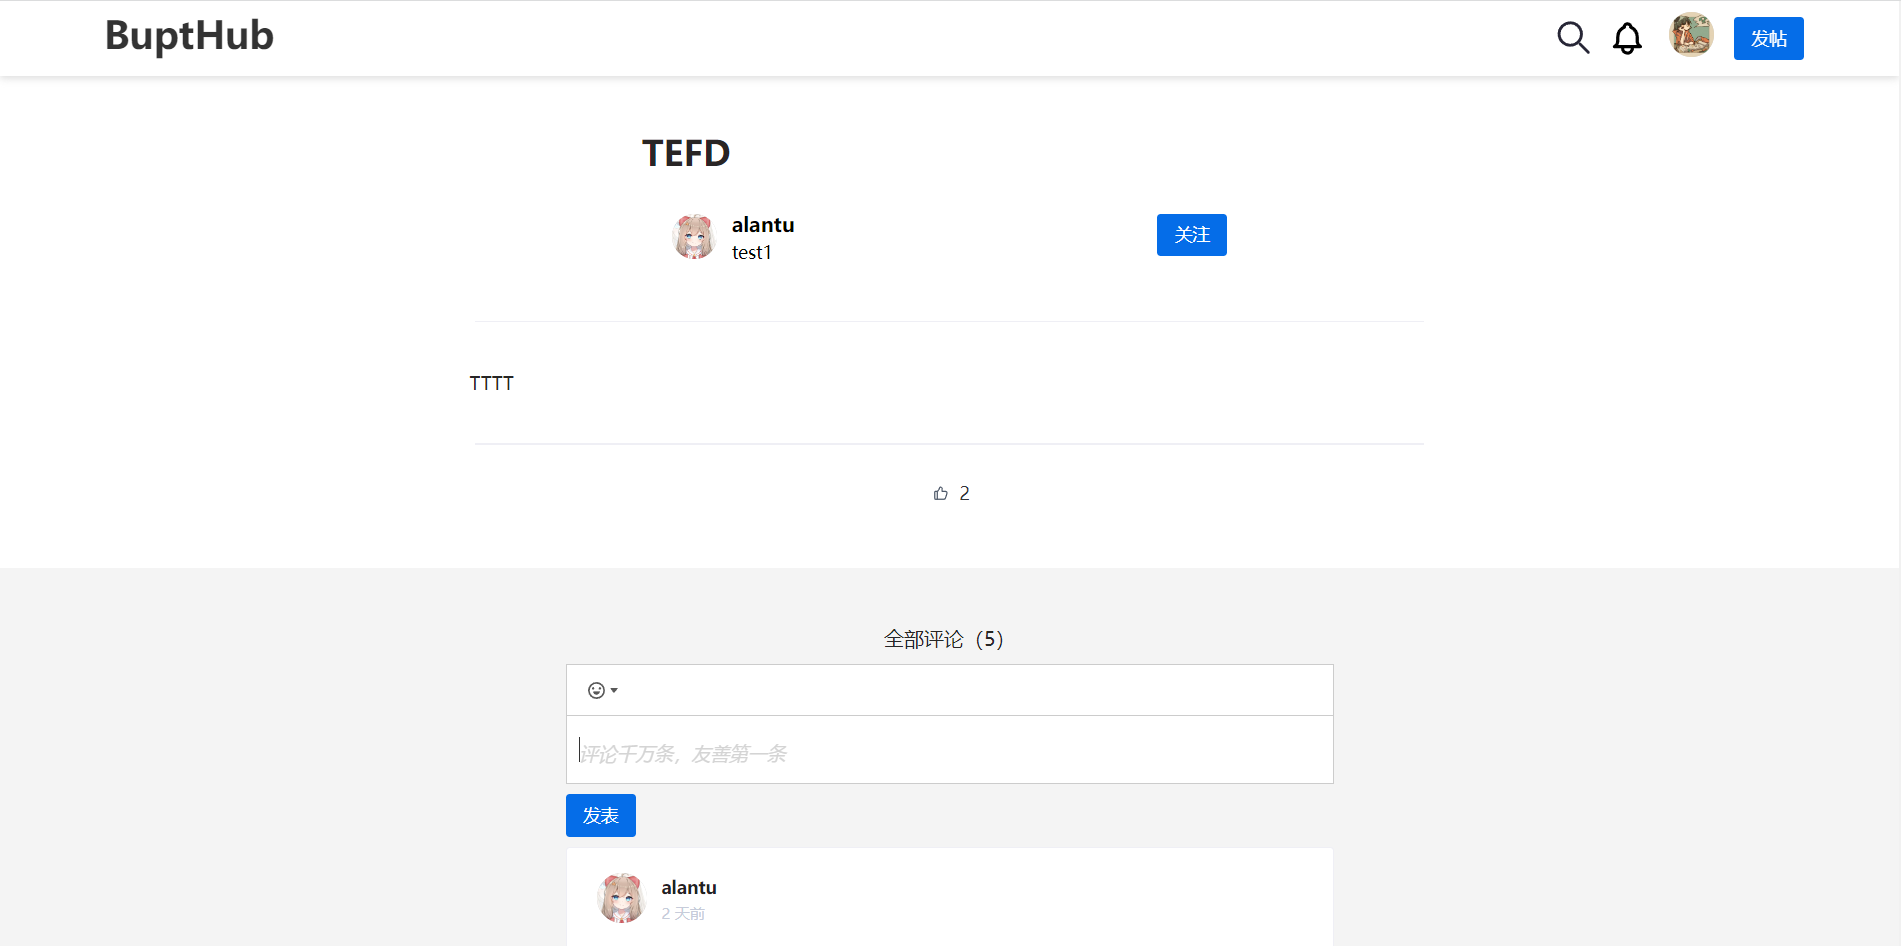 BuptHub
发帖
TEFD
alantu
test1
关注
TTTT
2
全部评论（5）
评论千万条，友善第一条
发表
alantu
2 天前